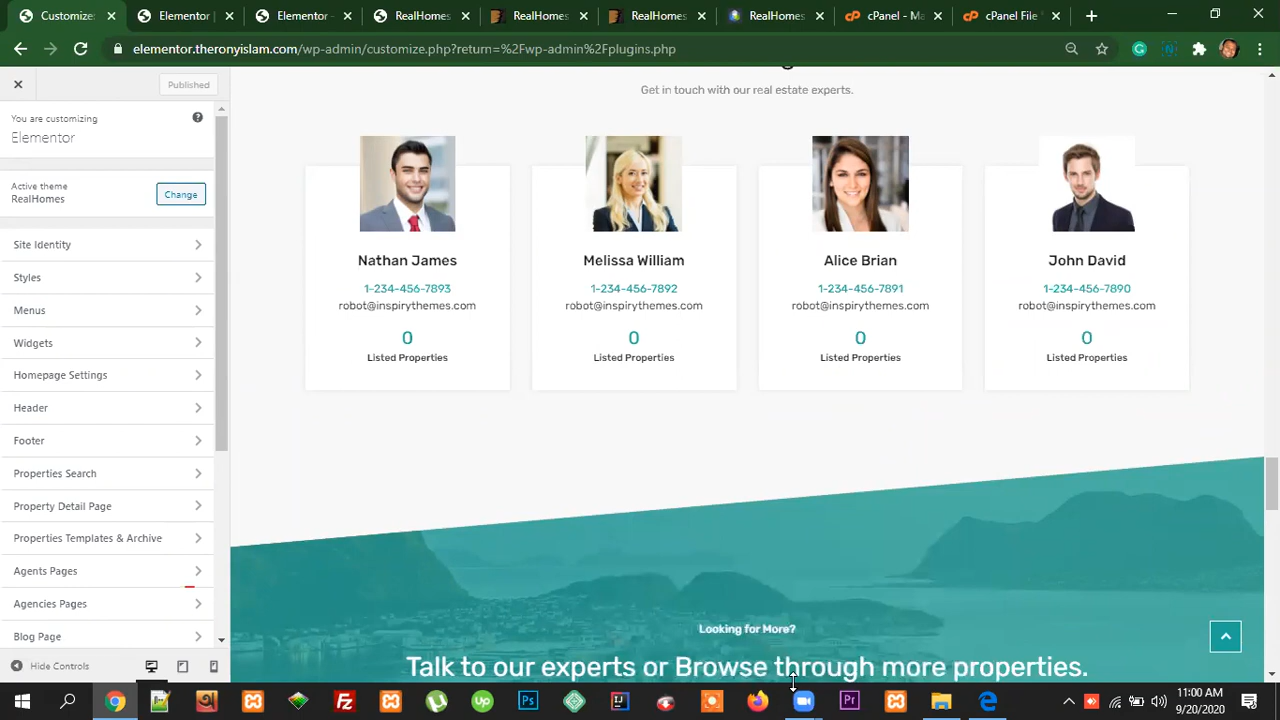 Customize
Elementor |
Elementor -
RealHomes
RealHomes
RealHomes
RealHomes
cPanel - Ma
cPanel File
elementor.theronyislam.com/wp-admin/customize.php?return=%2Fwp-admin%2Fplugins.php
Published
You are customizing
Elementor
Active theme
RealHomes
Change
Site Identity
Styles
Menus
Widgets
Homepage Settings
Header
Footer
Properties Search
Property Detail Page
Properties Templates & Archive
Agents Pages
Agencies Pages
Blog Page
Hide Controls
Get in touch with our real estate experts.
Nathan James
1-234-456-7893
robot@inspirythemes.com
0
Listed Properties
Melissa William
1-234-456-7892
robot@inspirythemes.com
0
Listed Properties
Alice Brian
1-234-456-7891
robot@inspirythemes.com
0
Listed Properties
John David
1-234-456-7890
robot@inspirythemes.com
0
Listed Properties
Looking for More?
Talk to our experts or Browse through more properties.
11:00 AM
9/20/2020